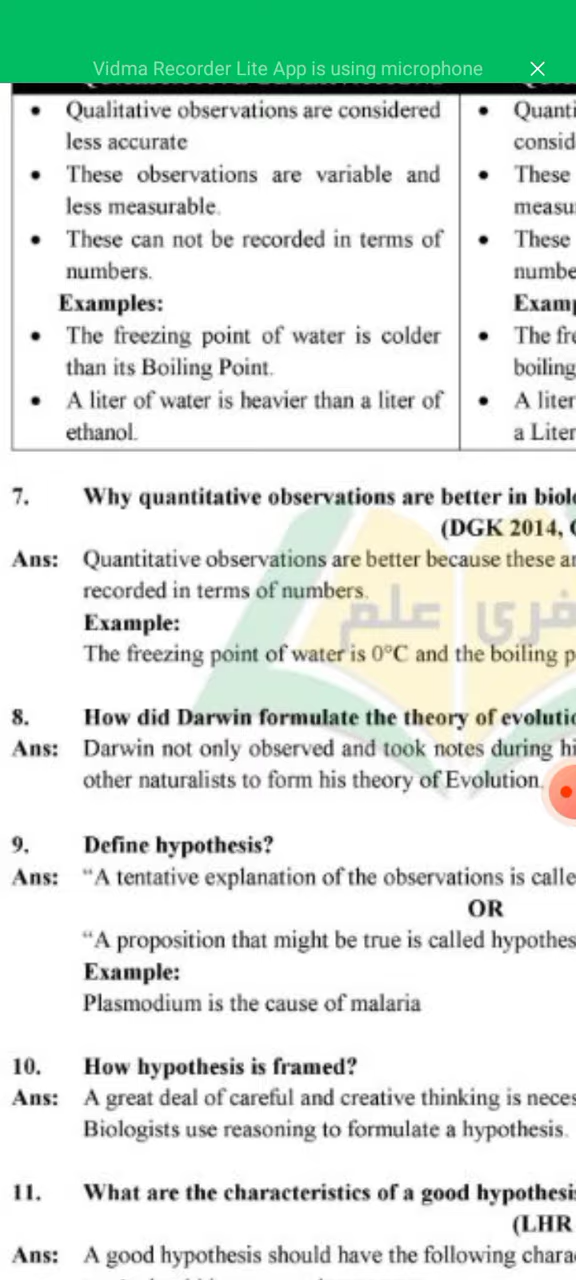 Vidma Recorder Lite App is using microphone
• Qualitative observations are considered
less accurate
• These observations are variable and
less measurable.
• These can not be recorded in terms of
numbers.
Examples:
• The freezing point of water is colder
than its Boiling Point.
• A liter of water is heavier than a liter of
ethanol.
• Quanti
consid
• These
measu
• These
numbe
Examp
• The fre
boiling
• A liter
a Liter
7. Why quantitative observations are better in biolo
(DGK 2014,
Ans: Quantitative observations are better because these ar
recorded in terms of numbers.
Example:
The freezing point of water is 0°C and the boiling p
8. How did Darwin formulate the theory of evolutio
Ans: Darwin not only observed and took notes during hi
other naturalists to form his theory of Evolution.
9. Define hypothesis?
Ans: “A tentative explanation of the observations is calle
OR
“A proposition that might be true is called hypothes
Example:
Plasmodium is the cause of malaria
10. How hypothesis is framed?
Ans: A great deal of careful and creative thinking is neces
Biologists use reasoning to formulate a hypothesis.
11. What are the characteristics of a good hypothesi
(LHR
Ans: A good hypothesis should have the following charac
علم